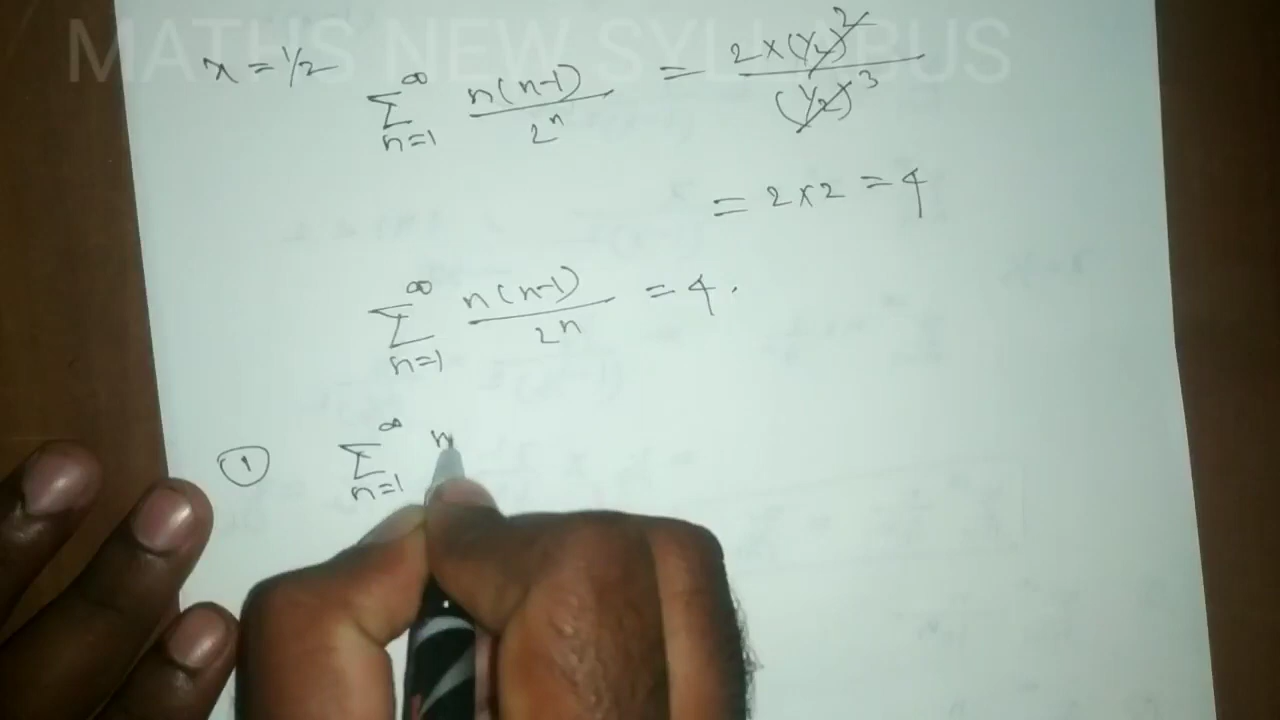 MATHS NEW SYLLABUS
x = 1/2 ∞ Σ n=1 n(n-1) / 2^n = 2×(1/2)^2 / (1/2)^3
= 2×2 = 4
∞ Σ n=1 n(n-1) / 2^n = 4.
① ∞ Σ n=1 n